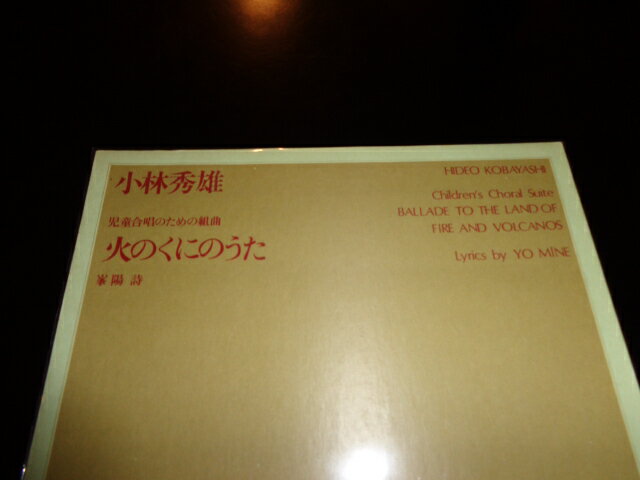 小林秀雄
児童合唱のための組曲
火のくにのうた
峯陽 詩
HIDEO KOBAYASHI
Children's Choral Suite
BALLADE TO THE LAND OF
FIRE AND VOLCANOS
Lyrics by YO MINE